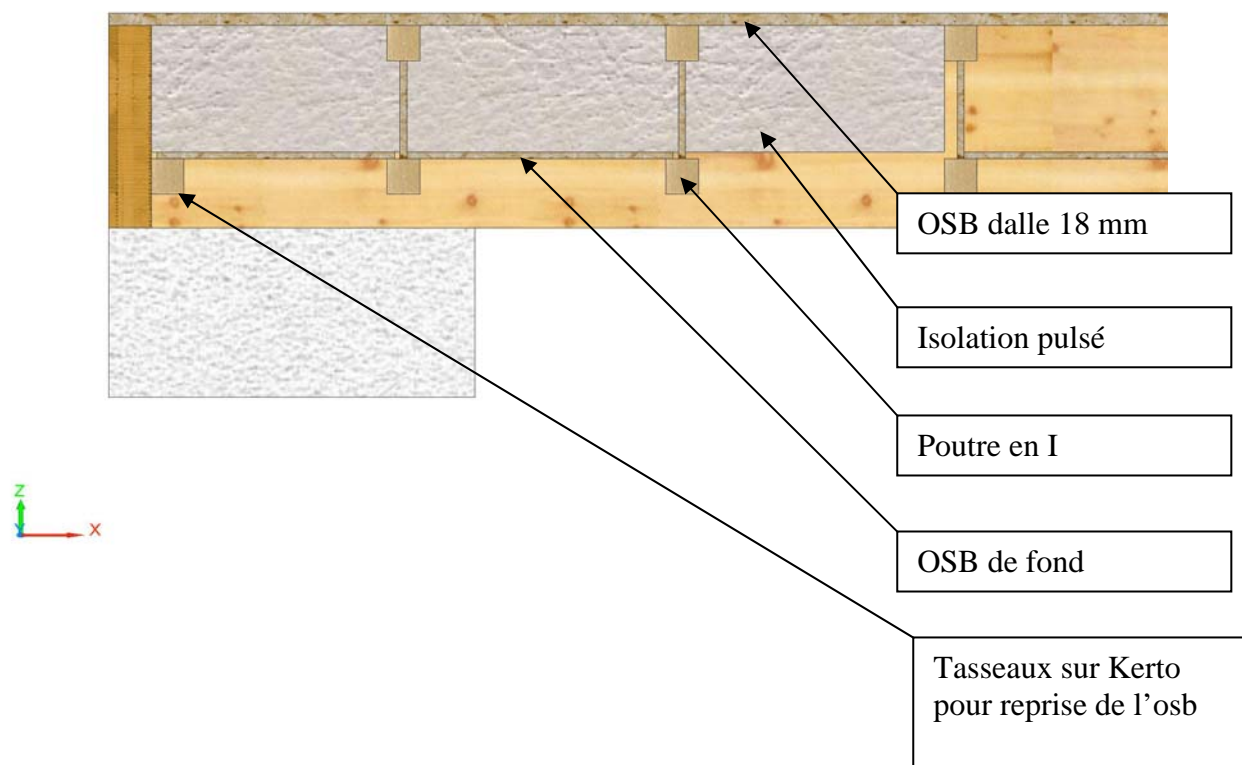 OSB dalle 18 mm
Isolation pulsé
Poutre en I
OSB de fond
Tasseaux sur Kerto
pour reprise de l’osb
Z
Y
X